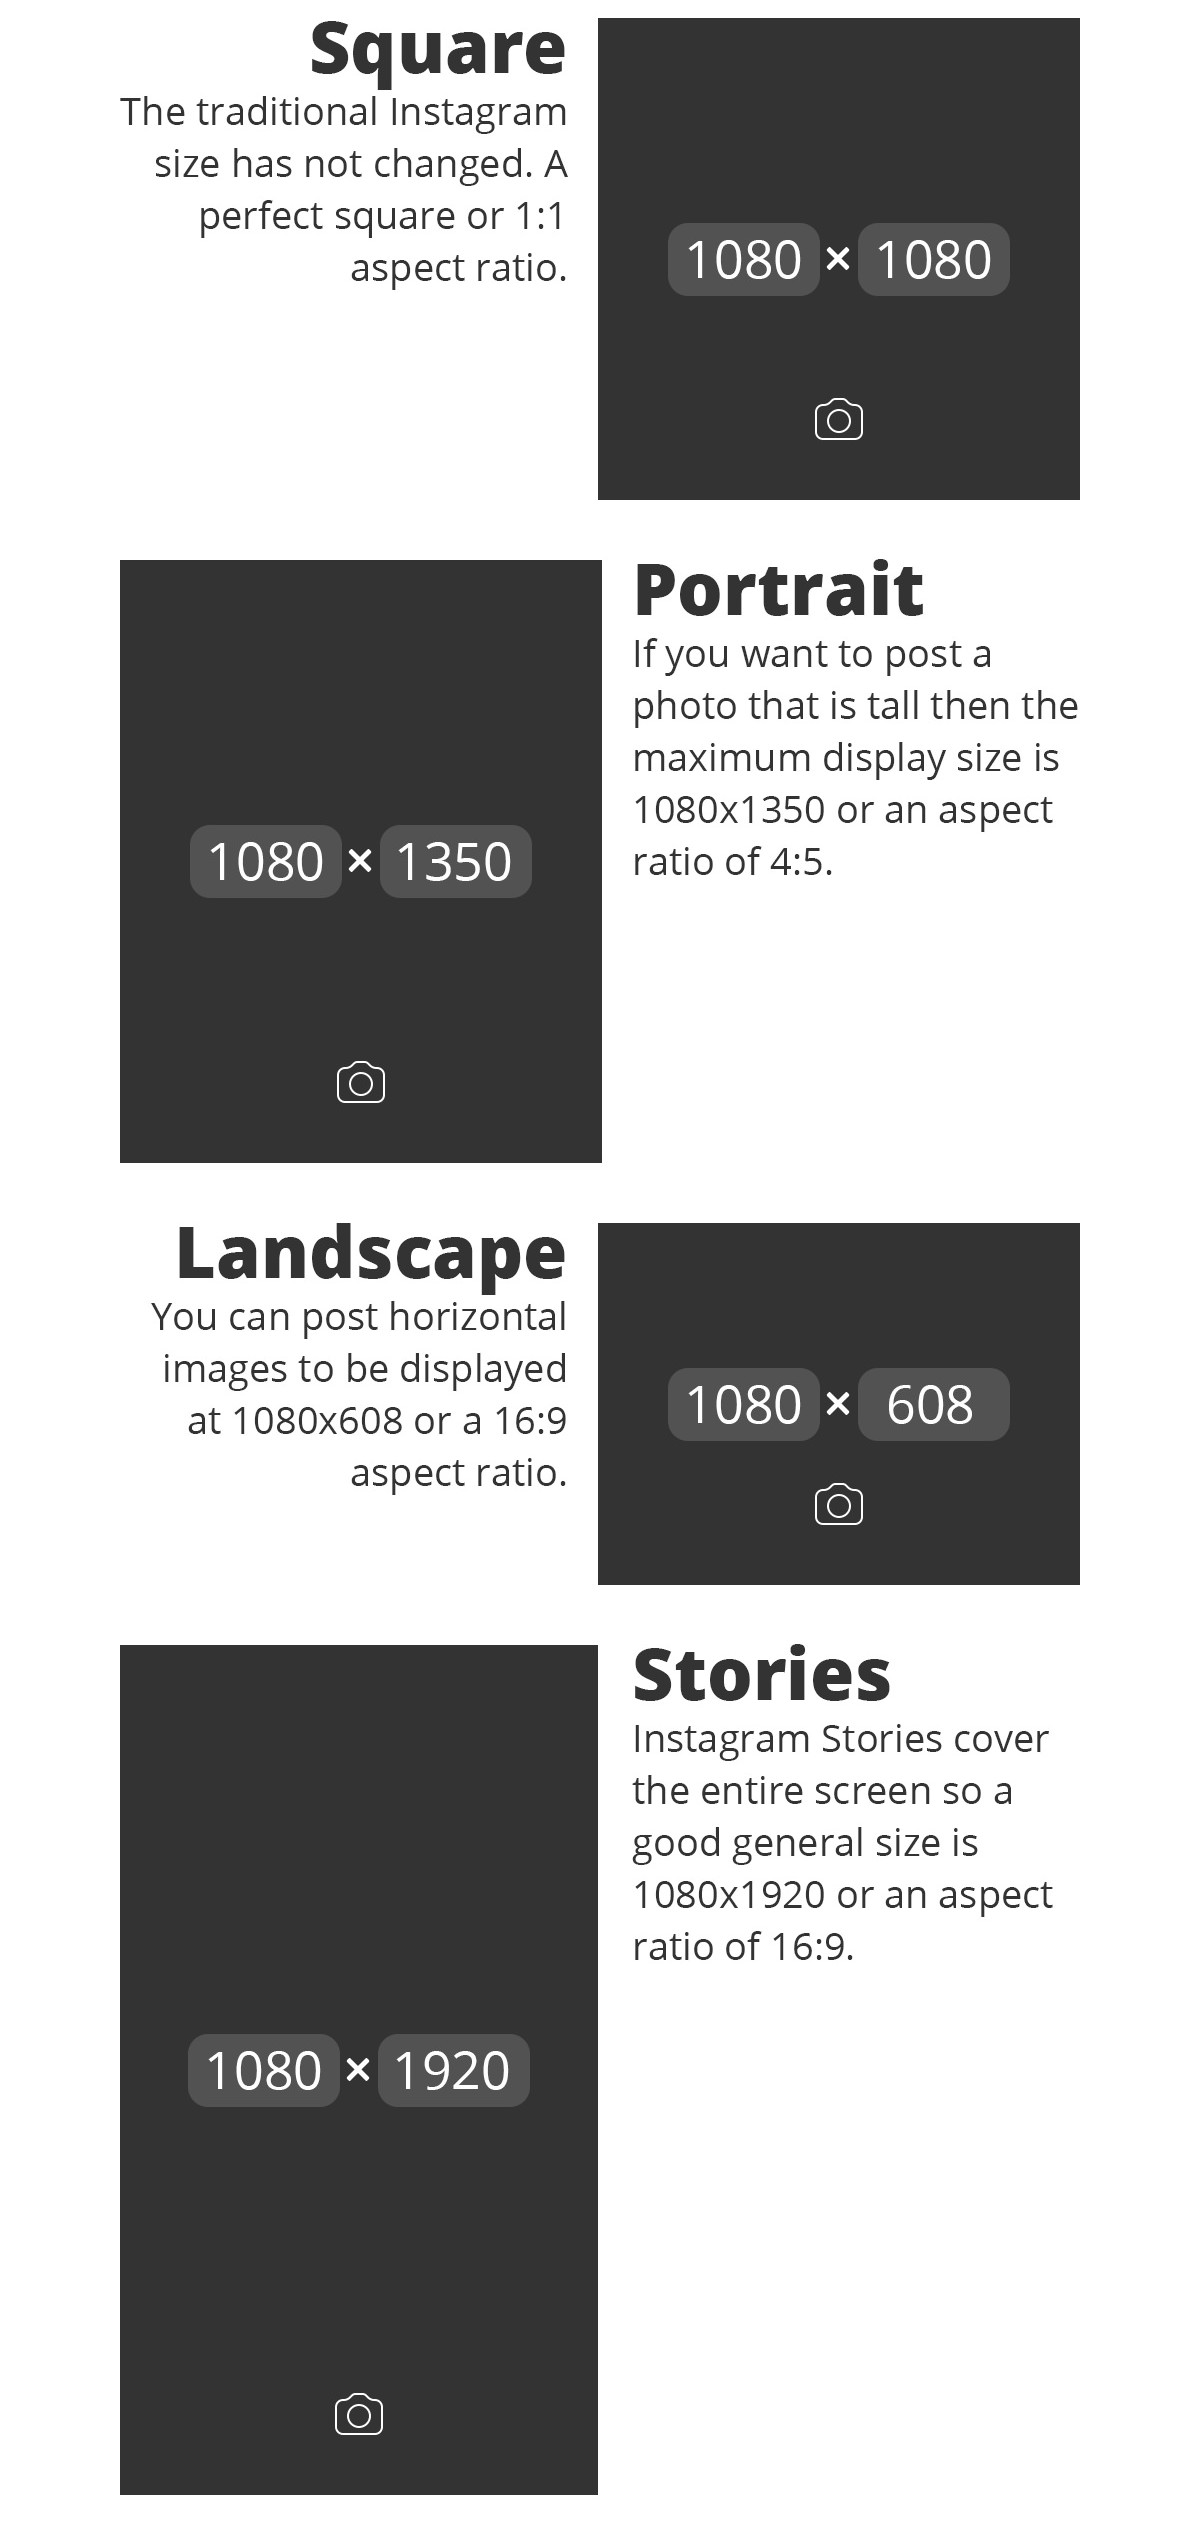 Square
The traditional Instagram
size has not changed. A
perfect square or 1:1
aspect ratio.
1080 × 1080
Portrait
If you want to post a
photo that is tall then the
maximum display size is
1080x1350 or an aspect
ratio of 4:5.
1080 × 1350
Landscape
You can post horizontal
images to be displayed
at 1080x608 or a 16:9
aspect ratio.
1080 × 608
Stories
Instagram Stories cover
the entire screen so a
good general size is
1080x1920 or an aspect
ratio of 16:9.
1080 × 1920